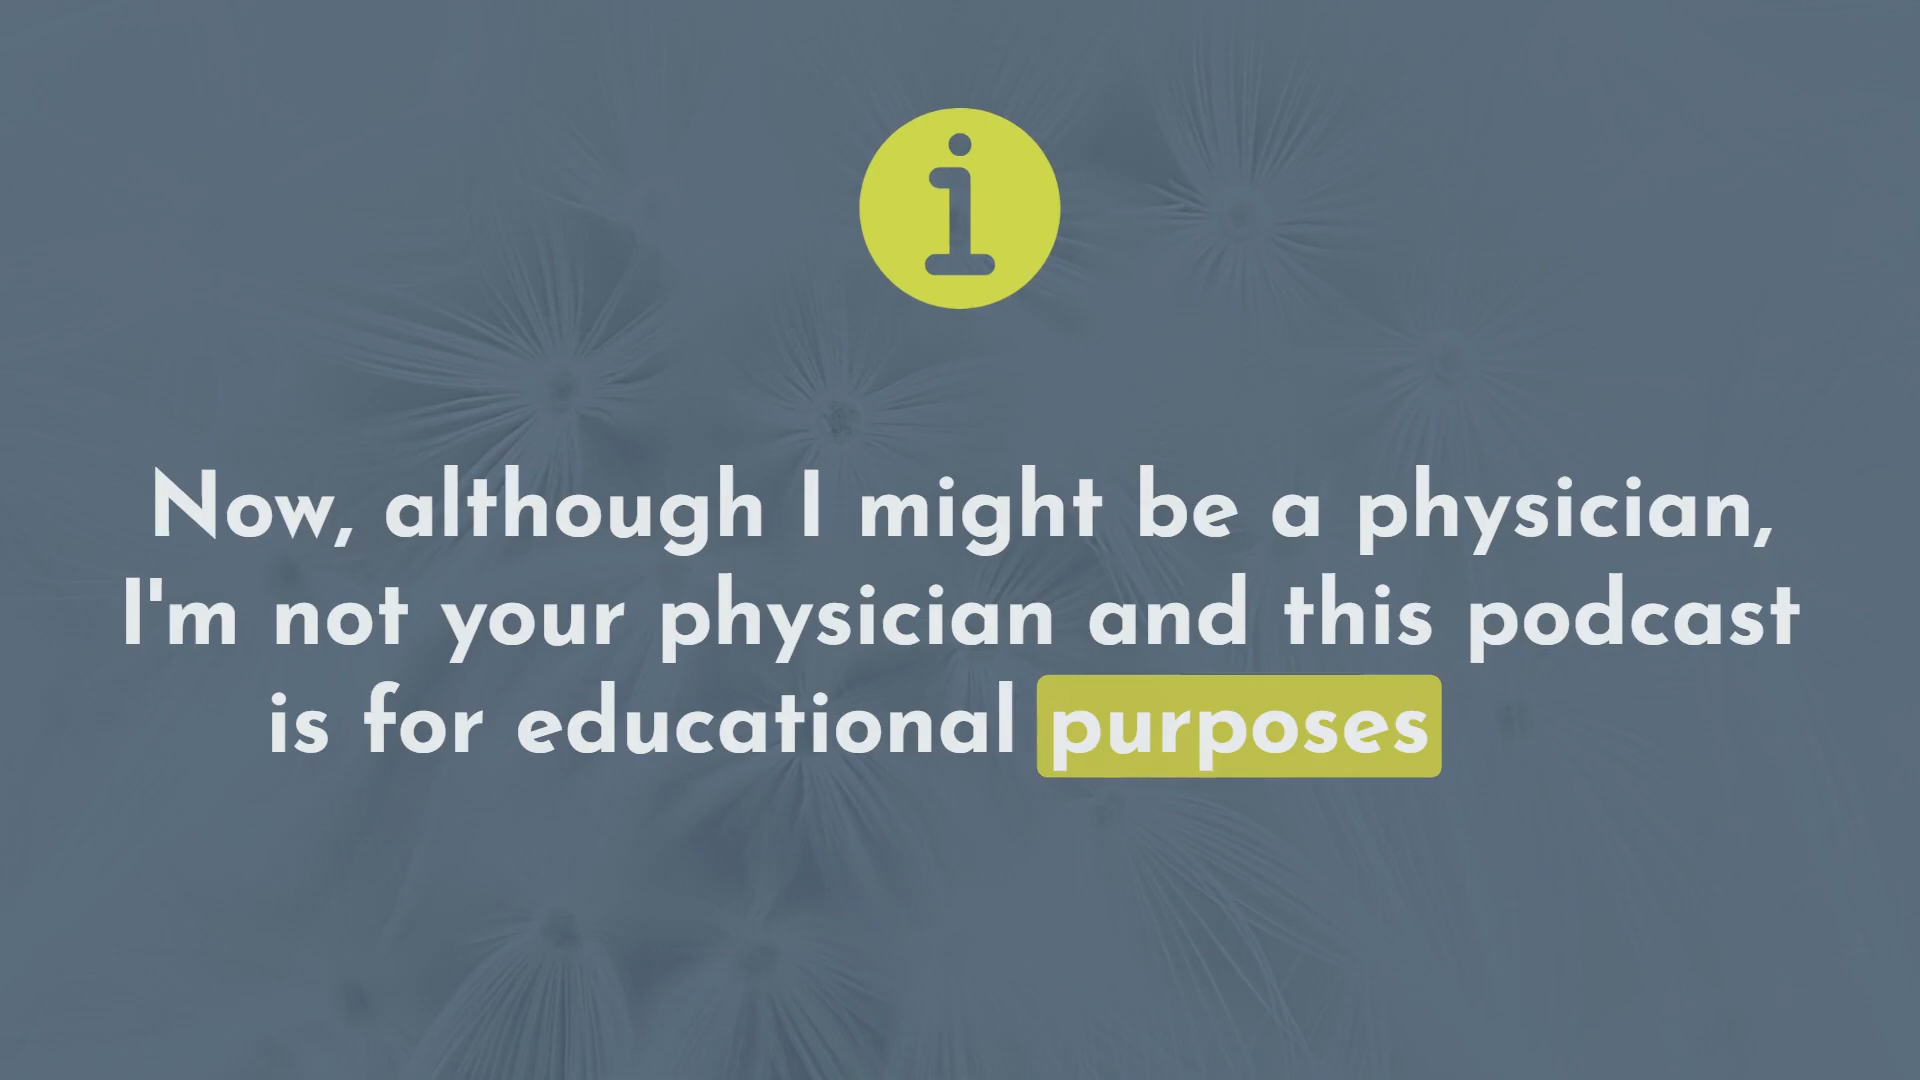 i
Now, although I might be a physician,
I'm not your physician and this podcast
is for educational purposes